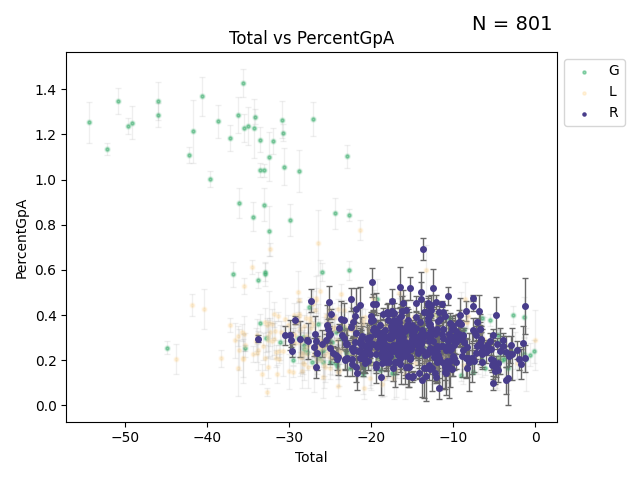 N = 801
Total vs PercentGpA
G
L
R
PercentGpA
1.4
1.2
1.0
0.8
0.6
0.4
0.2
0.0
−50 −40 −30 −20 −10 0
Total